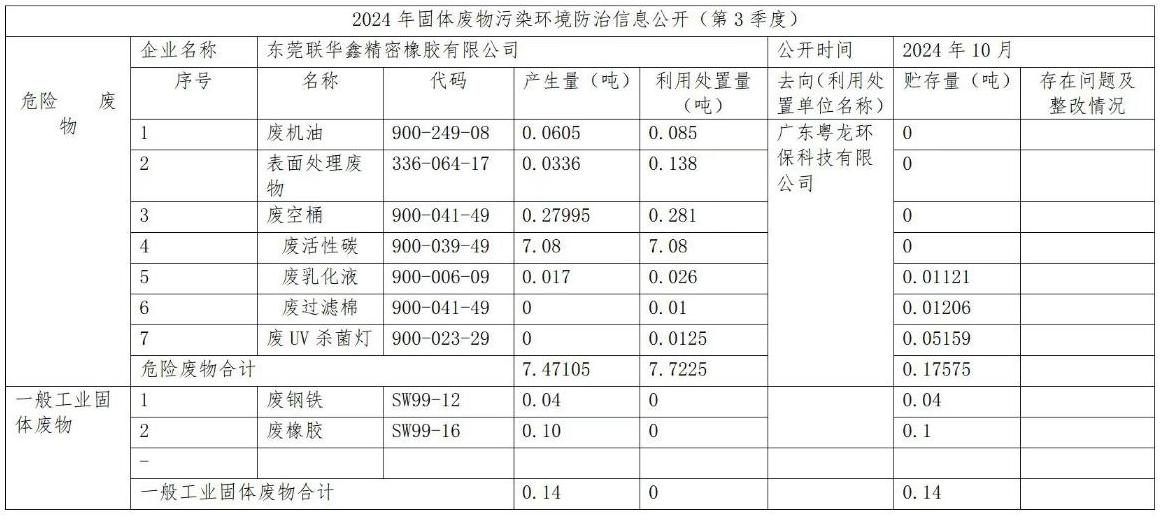 2024年固体废物污染环境防治信息公开（第3季度）
危险 废物 企业名称 东莞联华鑫精密橡胶有限公司 公开时间 2024年10月
序号 名称 代码 产生量（吨） 利用处置量（吨） 去向(利用处置单位名称) 贮存量（吨） 存在问题及整改情况
1 废机油 900-249-08 0.0605 0.085 广东粤龙环保科技有限公司 0
2 表面处理废物 336-064-17 0.0336 0.138 0
3 废空桶 900-041-49 0.27995 0.281 0
4 废活性碳 900-039-49 7.08 7.08 0
5 废乳化液 900-006-09 0.017 0.026 0.01121
6 废过滤棉 900-041-49 0 0.01 0.01206
7 废UV杀菌灯 900-023-29 0 0.0125 0.05159
危险废物合计 7.47105 7.7225 0.17575
一般工业固体废物 1 废钢铁 SW99-12 0.04 0 0.04
2 废橡胶 SW99-16 0.10 0 0.1
-
一般工业固体废物合计 0.14 0 0.14